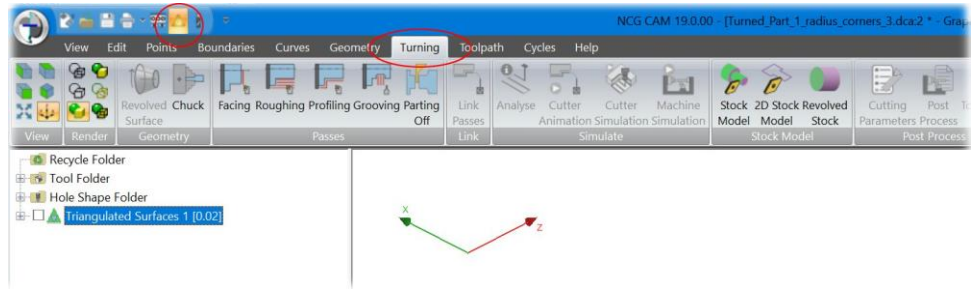 NCG CAM 19.0.00 - [Turned_Part_1_radius_corners_3.dca:2 * - Grap
View Edit Points Boundaries Curves Geometry Turning Toolpath Cycles Help
Revolved Surface Chuck Facing Roughing Profiling Grooving Parting Off Link Passes Analyse Cutter Animation Cutter Simulation Machine Simulation Stock Model 2D Stock Model Revolved Stock Cutting Parameters Post Process
View Render Geometry Passes Link Simulate Stock Model Post Process
Recycle Folder
Tool Folder
Hole Shape Folder
Triangulated Surfaces 1 [0.02]
X
Z